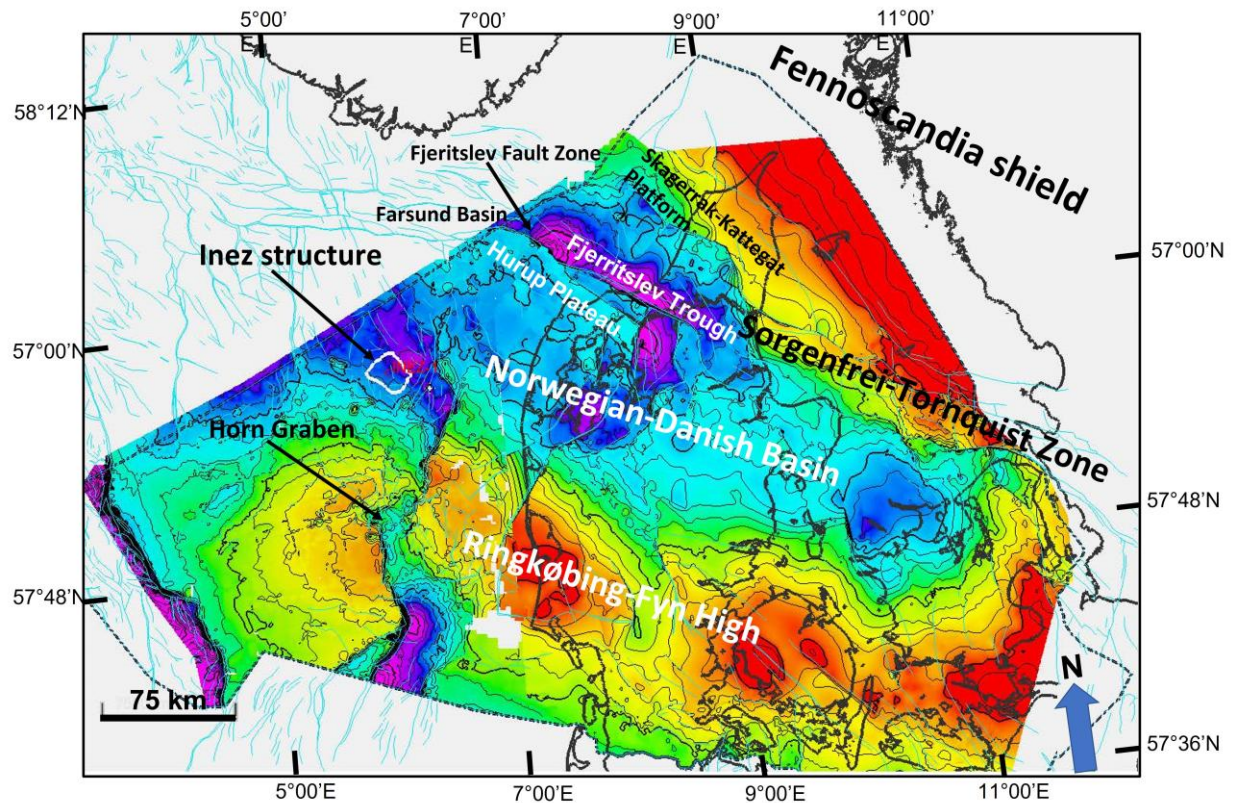 5°00'
E
7°00’
E
9°00’
E
11°00’
E
58°12’N
57°00’N
57°48’N
57°00’N
57°48’N
57°36’N
Fennoscandia shield
Fjeritslev Fault Zone
Skagerrak-Kattegat
Platform
Farsund Basin
Inez structure
Fjerritslev Trough
Hurup Plateau
Sorgenfrei-Tornquist Zone
Norwegian-Danish Basin
Horn Graben
Ringkøbing-Fyn High
75 km
N
5°00’E
7°00’E
9°00’E
11°00’E